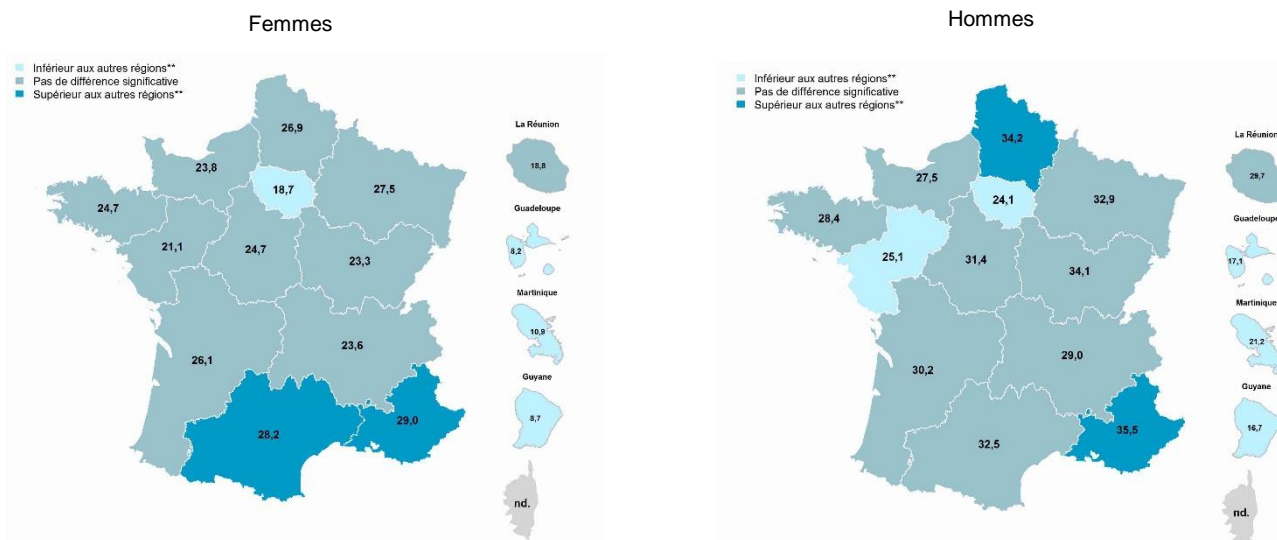 Femmes
Inférieur aux autres régions**
Pas de différence significative
Supérieur aux autres régions**
26,9
23,8
18,7
27,5
24,7
21,1
24,7
23,3
26,1
23,6
28,2
29,0
La Réunion
18,8
Guadeloupe
8,2
Martinique
10,9
Guyane
8,7
nd.
Hommes
Inférieur aux autres régions**
Pas de différence significative
Supérieur aux autres régions**
34,2
27,5
24,1
32,9
28,4
25,1
31,4
34,1
30,2
29,0
32,5
35,5
La Réunion
29,7
Guadeloupe
17,1
Martinique
21,2
Guyane
16,7
nd.